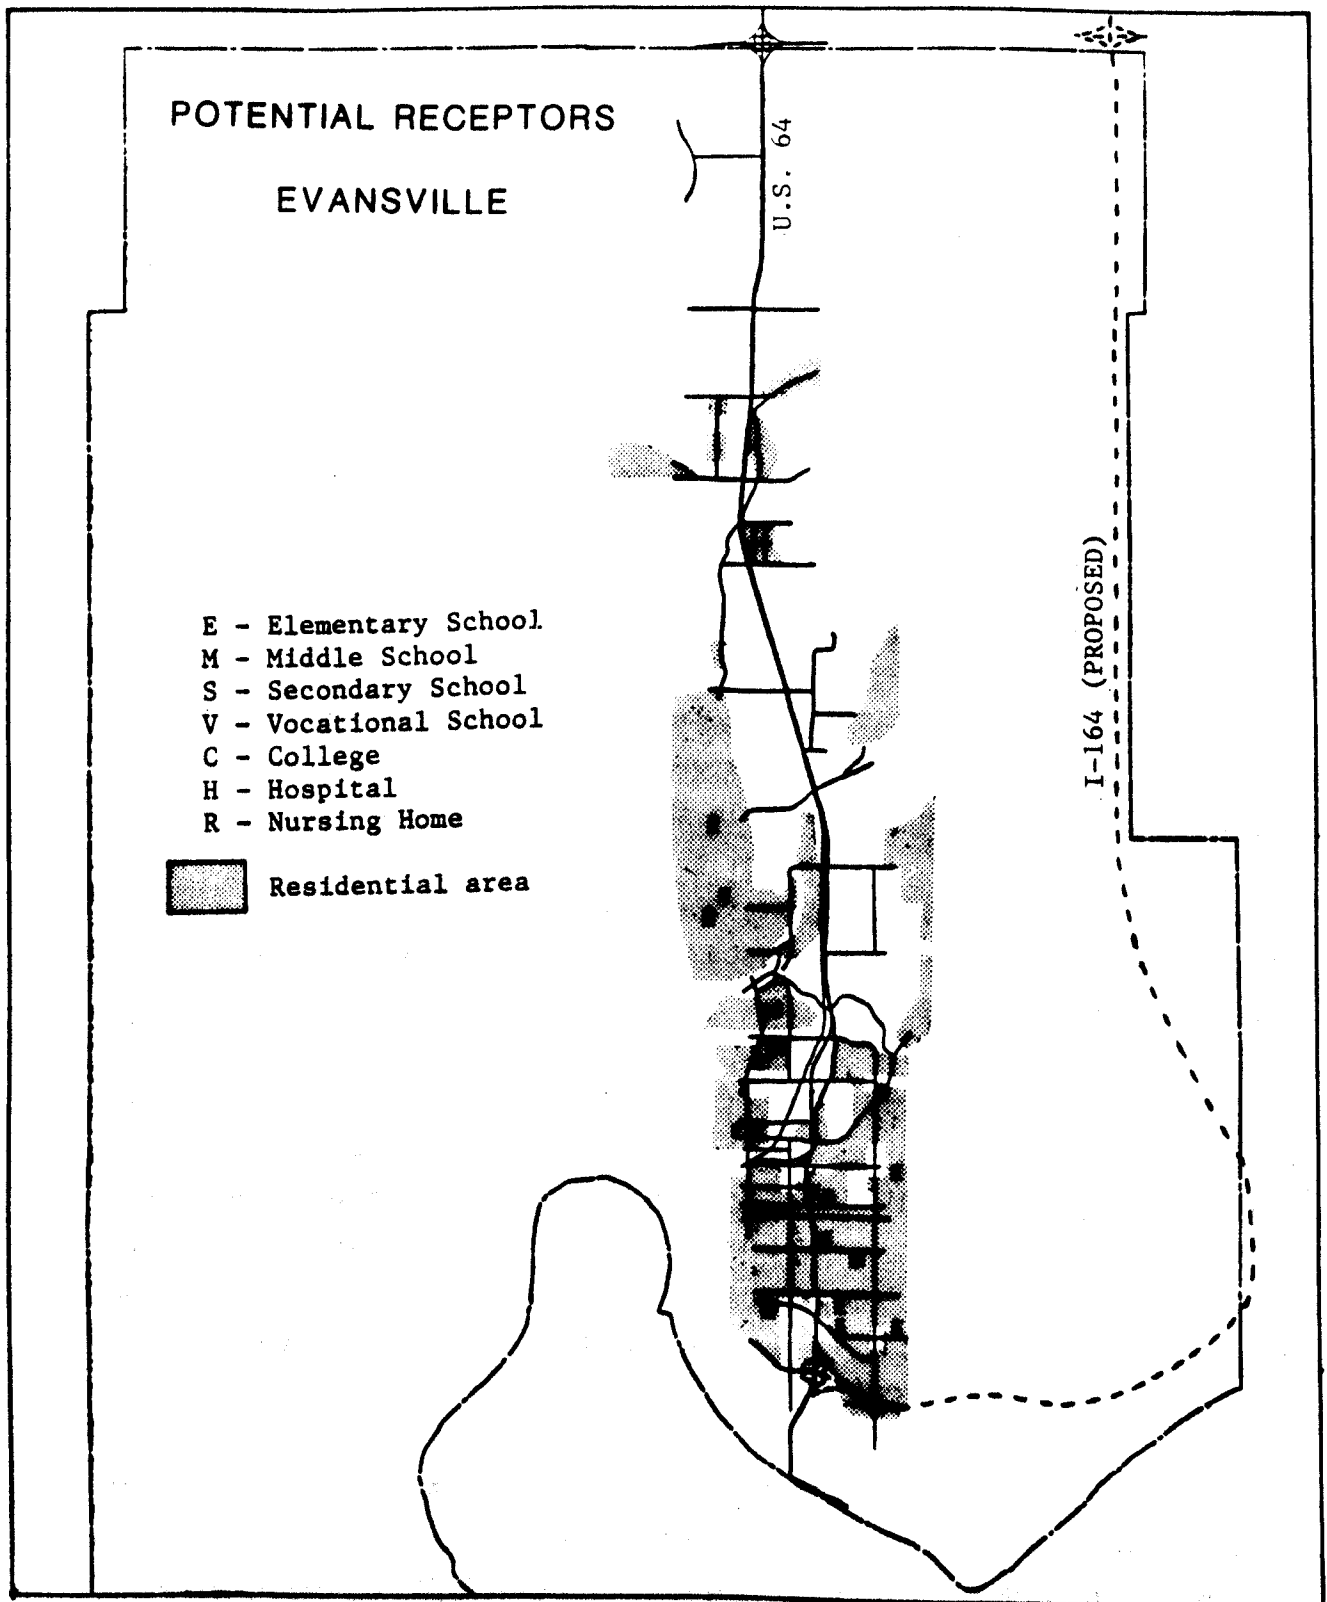 POTENTIAL RECEPTORS
EVANSVILLE
U.S. 64
I-164 (PROPOSED)
E - Elementary School
M - Middle School
S - Secondary School
V - Vocational School
C - College
H - Hospital
R - Nursing Home
Residential area